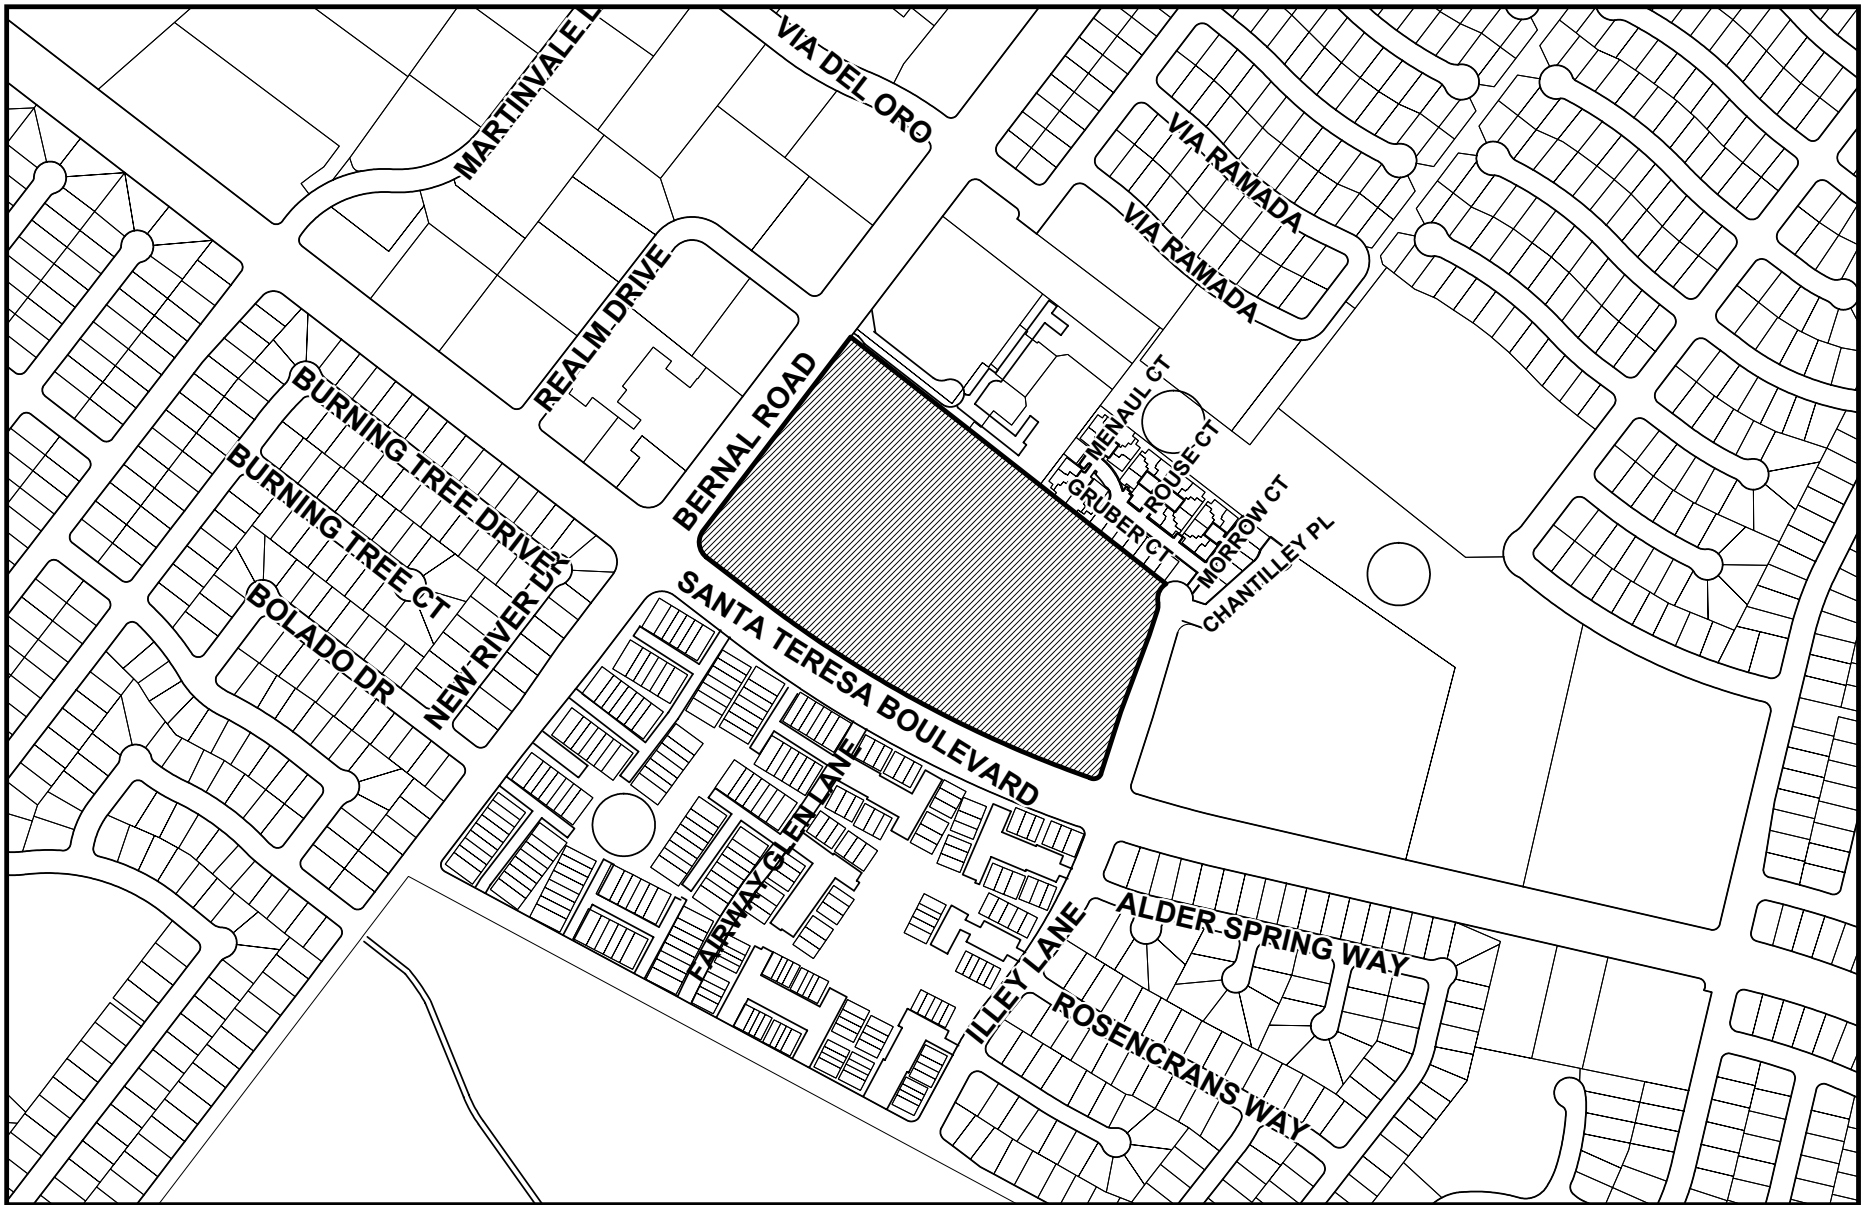 MARTINVALE L
VIA DEL ORO
VIA RAMADA
VIA RAMADA
REALM DRIVE
BERNAL ROAD
MENAUL CT
ROUSE CT
GRUBER CT
MORROW CT
CHANTILLEY PL
BURNING TREE DRIVE
BURNING TREE CT
NEW RIVER DR
BOLADO DR
SANTA TERESA BOULEVARD
FAIRWAY GLEN LANE
ILLEY LANE
ALDER SPRING WAY
ROSENCRANS WAY